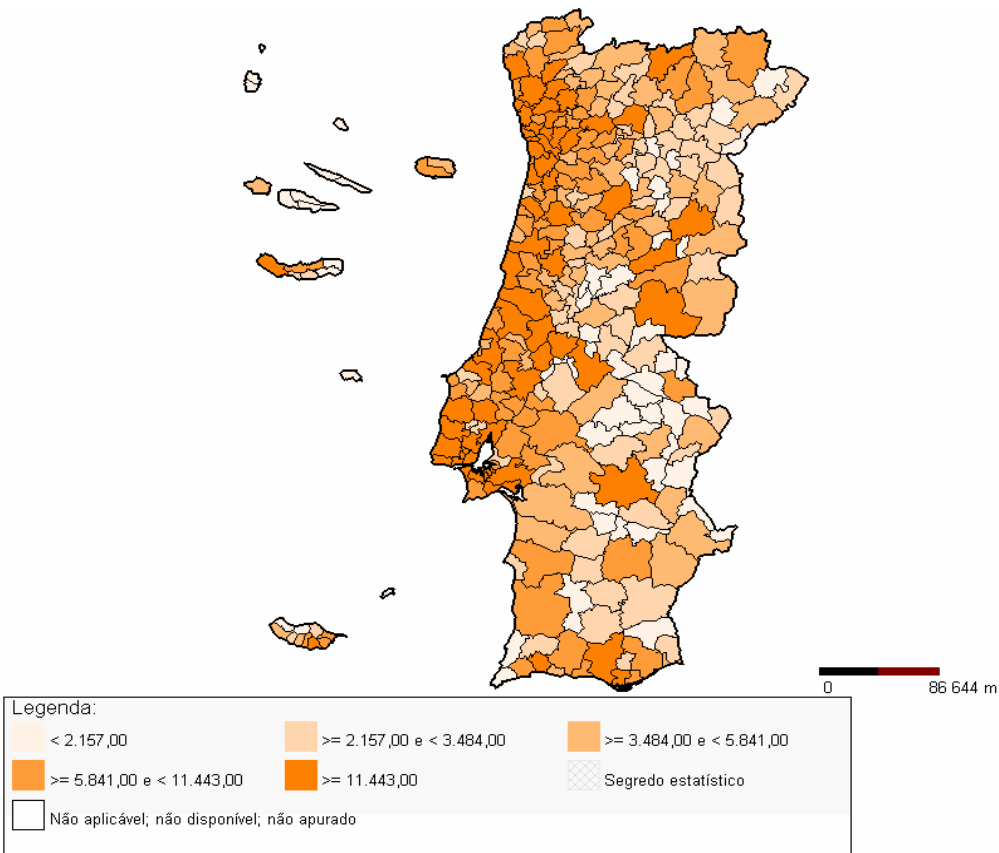 0 86 644 m
Legenda:
< 2.157,00 >= 2.157,00 e < 3.484,00 >= 3.484,00 e < 5.841,00
>= 5.841,00 e < 11.443,00 >= 11.443,00 Segredo estatístico
Não aplicável; não disponível; não apurado